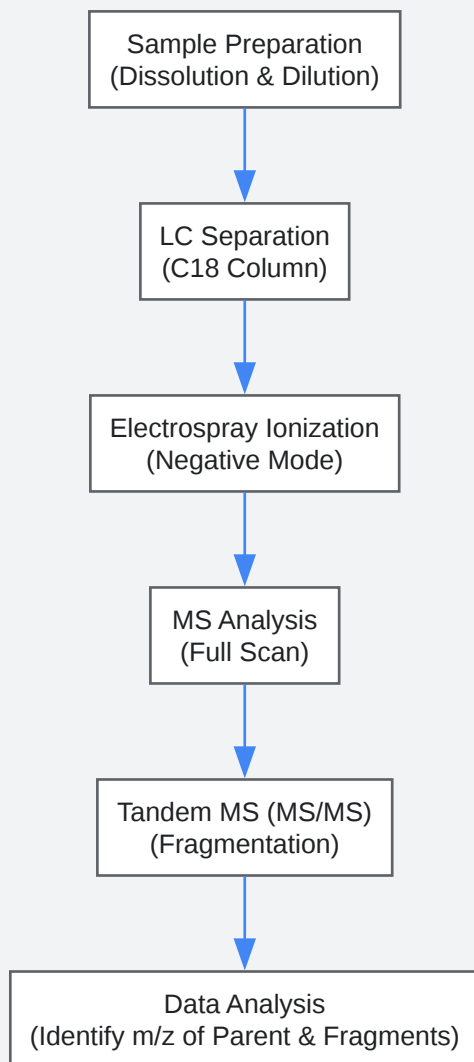 Sample Preparation
(Dissolution & Dilution)
LC Separation
(C18 Column)
Electrospray Ionization
(Negative Mode)
MS Analysis
(Full Scan)
Tandem MS (MS/MS)
(Fragmentation)
Data Analysis
(Identify m/z of Parent & Fragments)